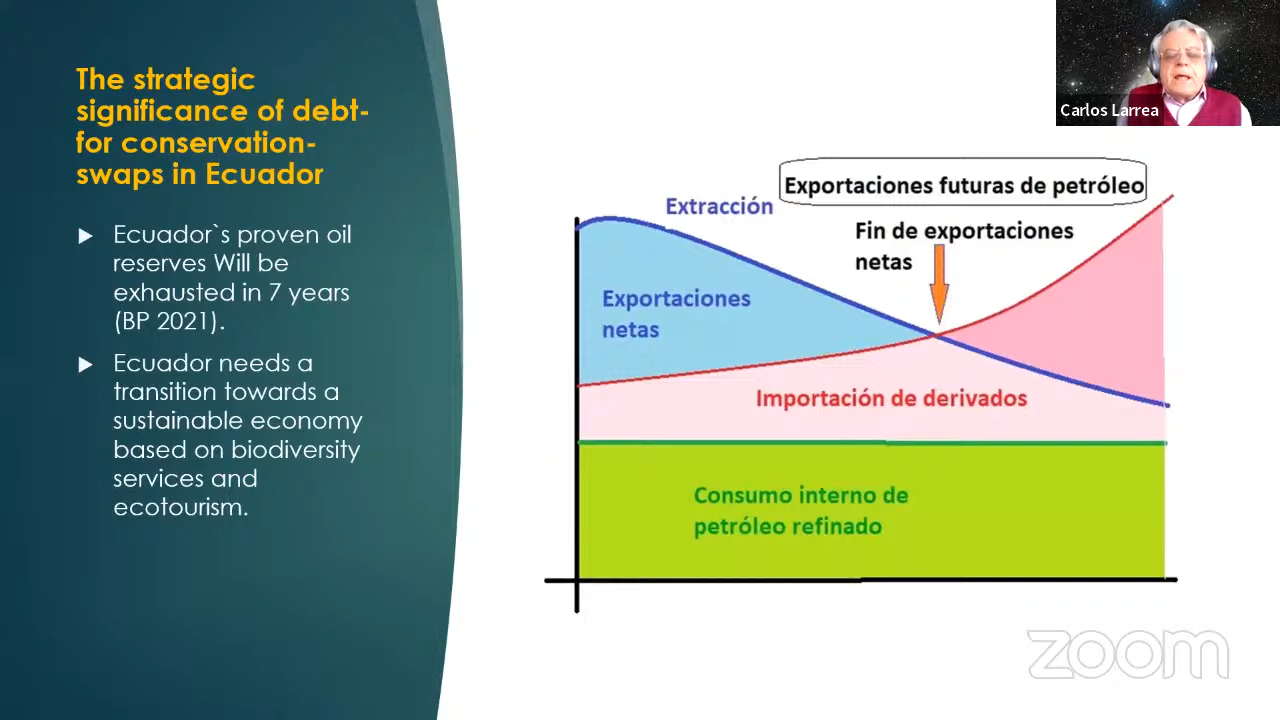 The strategic
significance of debt-
for conservation-
swaps in Ecuador
Ecuador`s proven oil
reserves Will be
exhausted in 7 years
(BP 2021).
Ecuador needs a
transition towards a
sustainable economy
based on biodiversity
services and
ecotourism.
Carlos Larrea
Exportaciones futuras de petróleo
Extracción
Fin de exportaciones
netas
Exportaciones
netas
Importación de derivados
Consumo interno de
petróleo refinado
zoom